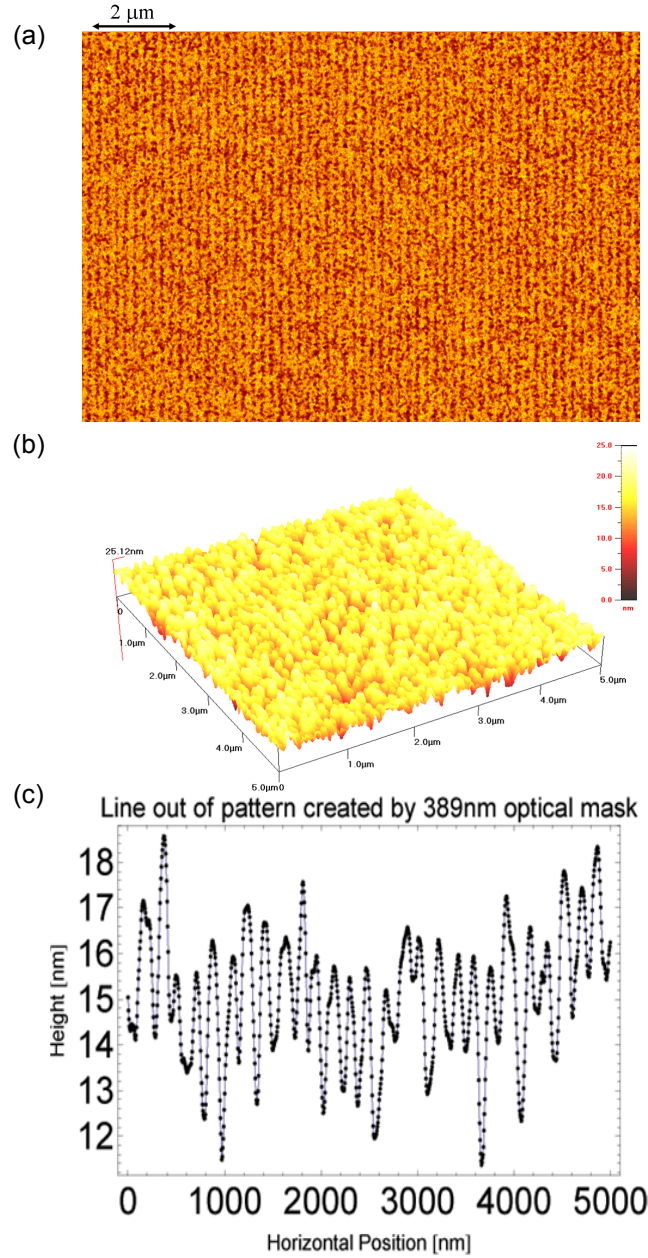 2 μm
(a)
(b)
25.0
20.0
15.0
10.0
5.0
0.0
nm
25.12nm
0
1.0μm
2.0μm
3.0μm
4.0μm
5.0μm
0
1.0μm
2.0μm
3.0μm
4.0μm
5.0μm
(c)
Line out of pattern created by 389nm optical mask
18
17
16
15
14
13
12
Height [nm]
0 1000 2000 3000 4000 5000
Horizontal Position [nm]